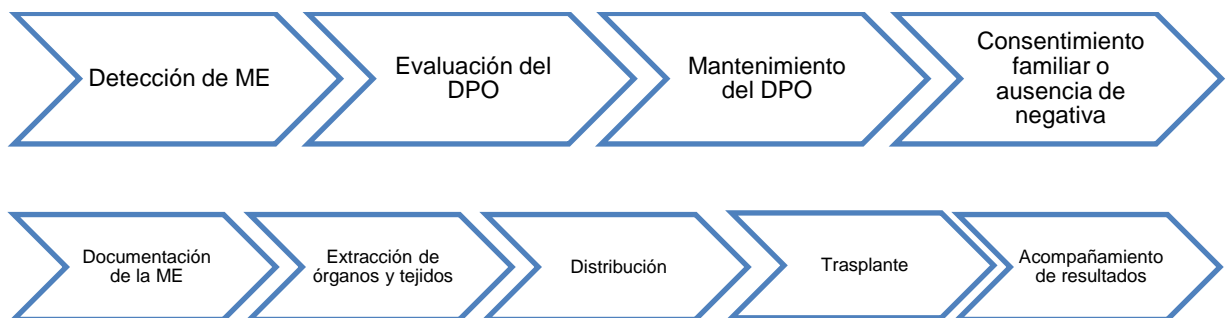 Detección de ME
Evaluación del
DPO
Mantenimiento
del DPO
Consentimiento
familiar o
ausencia de
negativa
Documentación
de la ME
Extracción de
órganos y tejidos
Distribución
Trasplante
Acompañamiento
de resultados